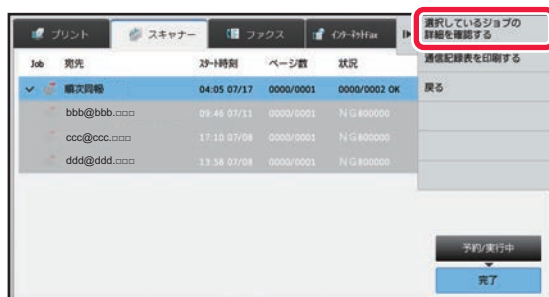 プリント
スキャナー
ファクス
インターネットFax
選択しているジョブの
詳細を確認する
Job
宛先
スタート時刻
ページ数
状況
通信記録表を印刷する
順次同報
04:05 07/17
0000/0001
0000/0002 OK
戻る
bbb@bbb.□□□
09:46 07/11
0000/0001
NG800000
ccc@ccc.□□□
17:10 07/08
0000/0001
NG800000
ddd@ddd.□□□
13:58 07/08
0000/0001
NG800000
予約/実行中
完了